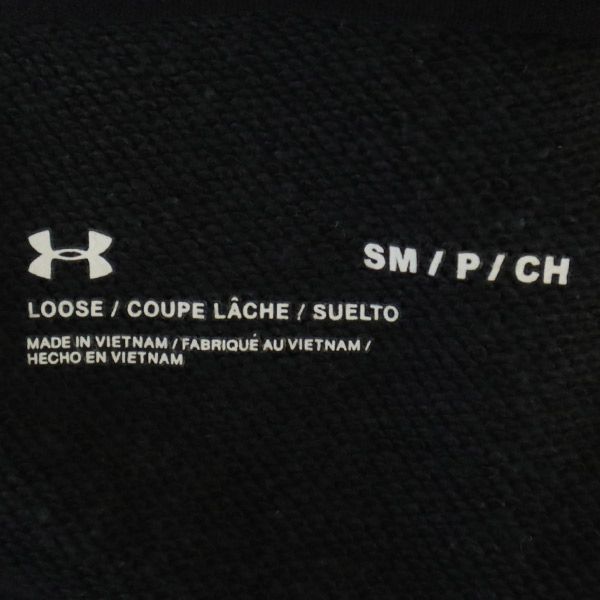 SM / P / CH
LOOSE / COUPE LÂCHE / SUELTO
MADE IN VIETNAM / FABRIQUÉ AU VIETNAM /
HECHO EN VIETNAM